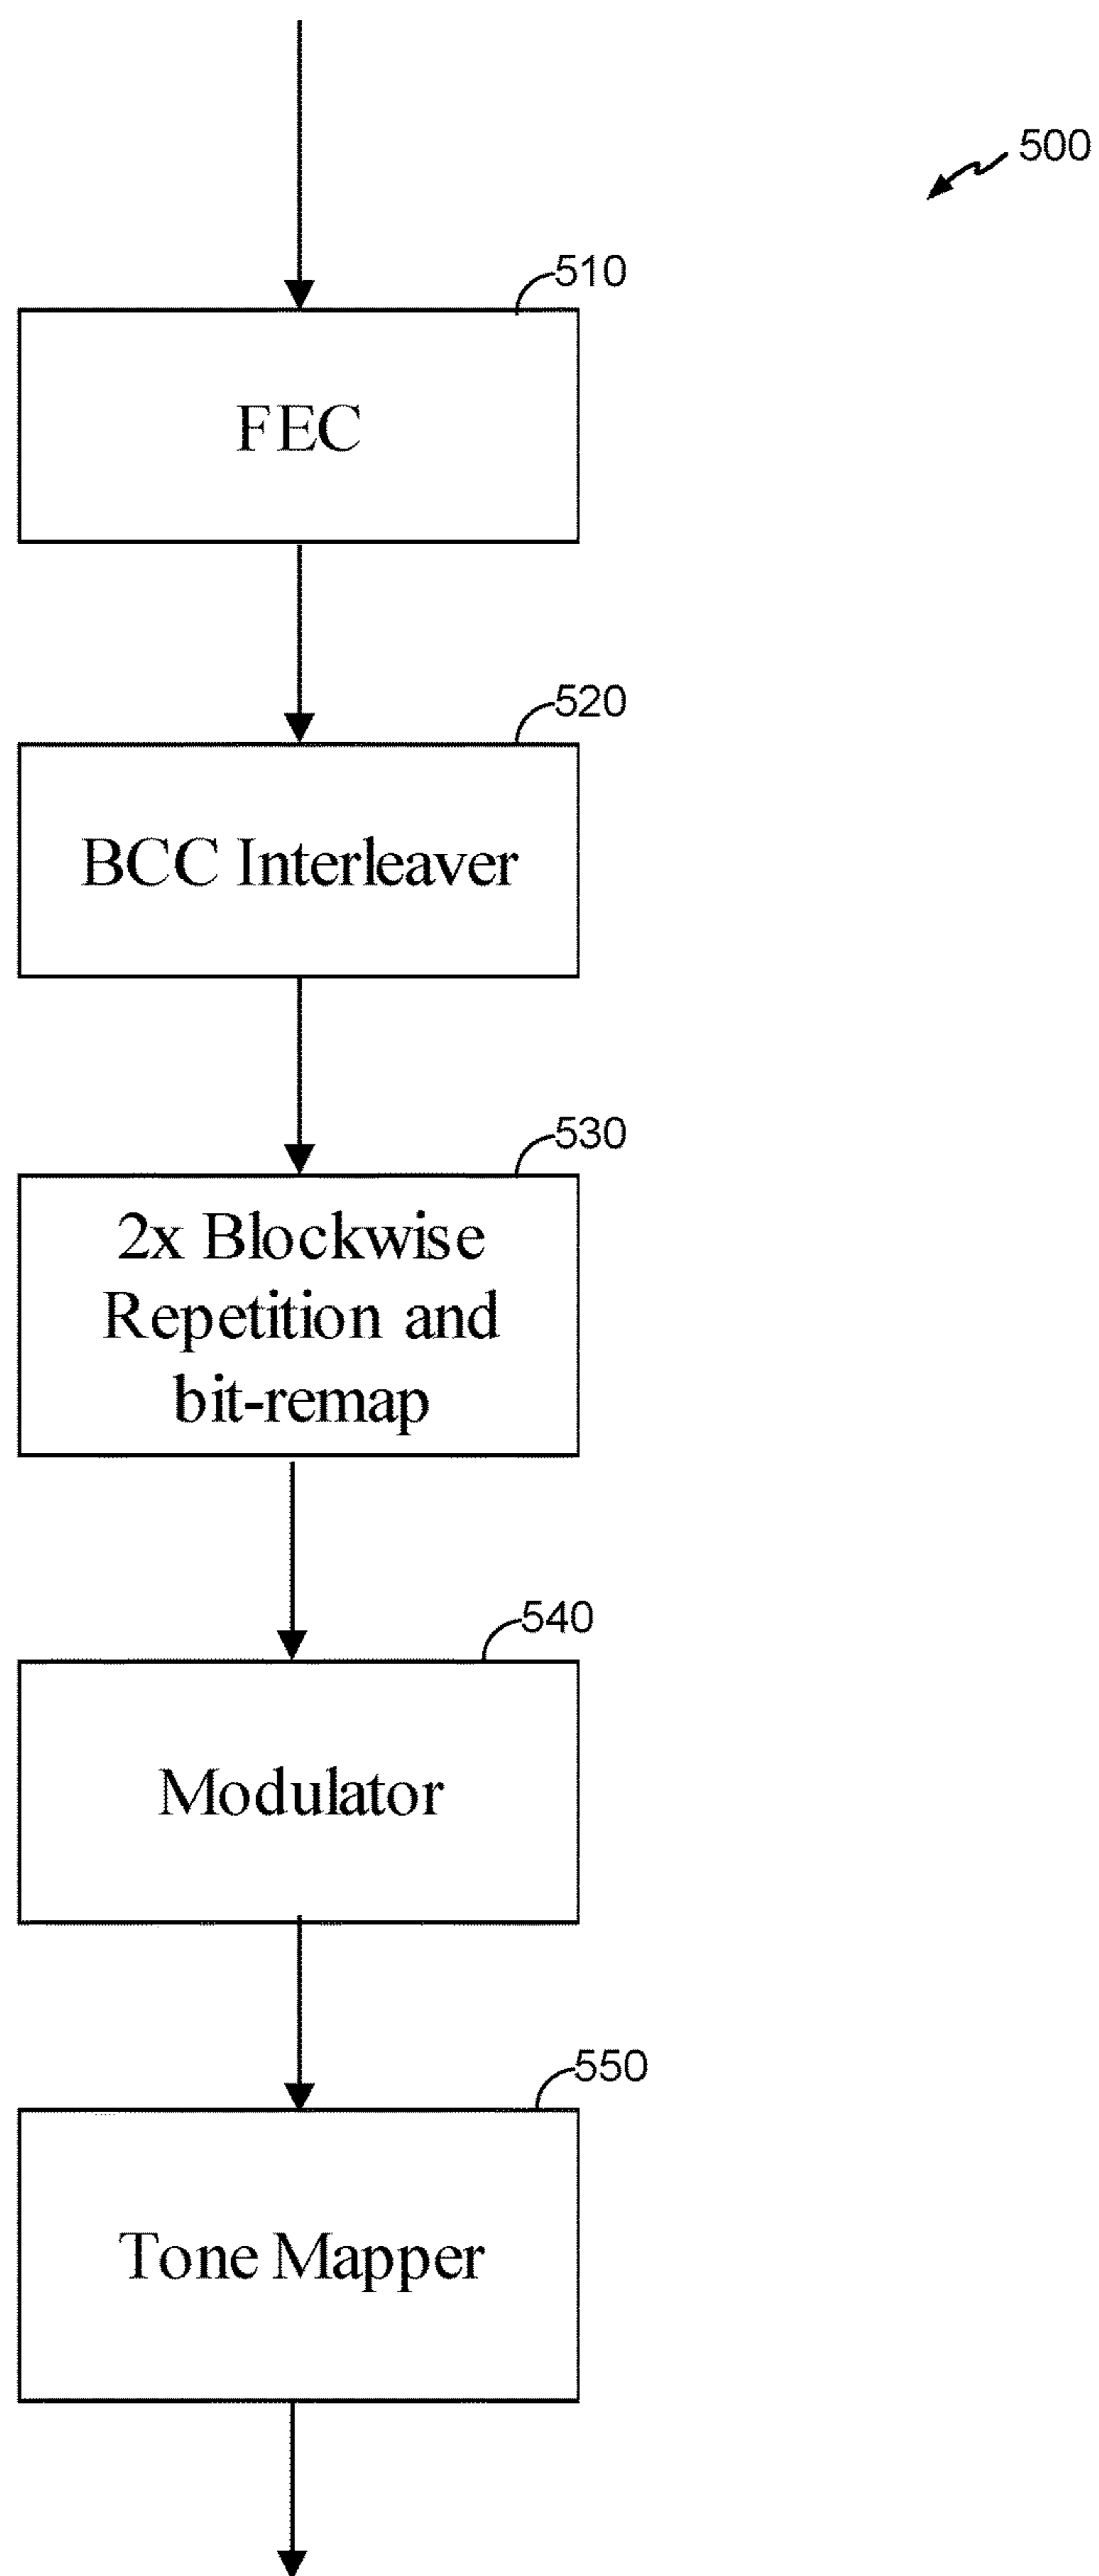 500
510
FEC
520
BCC Interleaver
530
2x Blockwise
Repetition and
bit-remap
540
Modulator
550
Tone Mapper